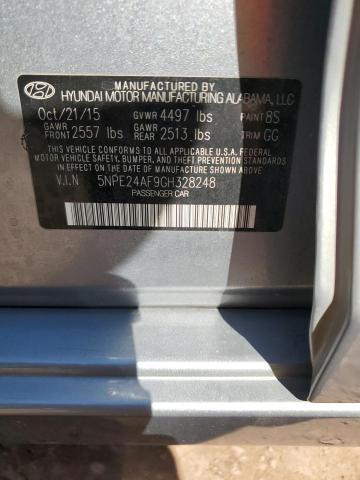 MANUFACTURED BY
HYUNDAI MOTOR MANUFACTURING ALABAMA, LLC
Oct/21/15 GVWR 4497 lbs PAINT 8S
GAWR FRONT 2557 lbs GAWR REAR 2513 lbs TRIM GG
THIS VEHICLE CONFORMS TO ALL APPLICABLE U.S.A. FEDERAL
MOTOR VEHICLE SAFETY, BUMPER, AND THEFT PREVENTION
STANDARDS IN EFFECT ON THE DATE OF MANUFACTURE SHOWN ABOVE.
V.I.N 5NPE24AF9GH328248
PASSENGER CAR